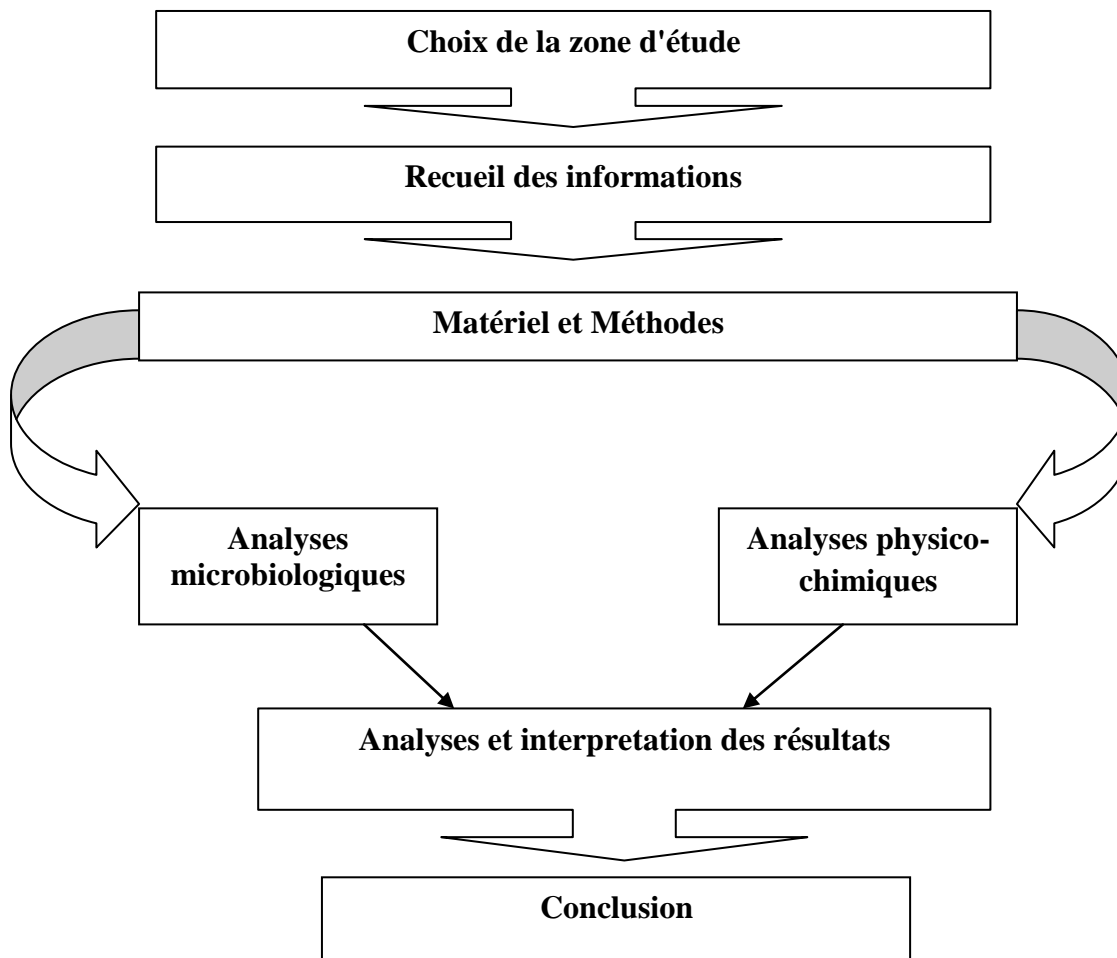 Choix de la zone d'étude
Recueil des informations
Matériel et Méthodes
Analyses
microbiologiques
Analyses physico-
chimiques
Analyses et interpretation des résultats
Conclusion